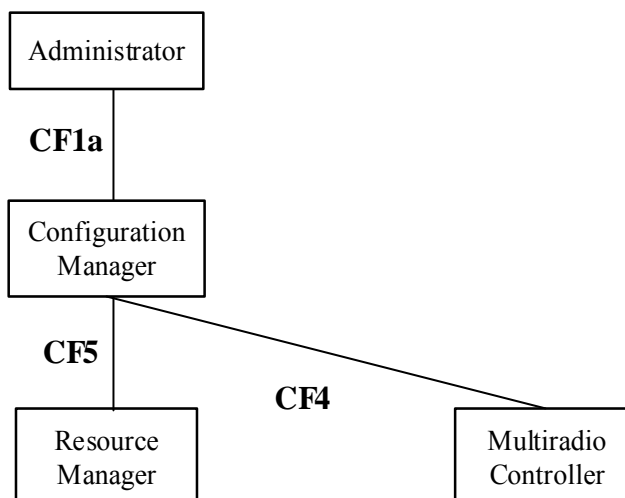 Administrator
CF1a
Configuration
Manager
CF5
CF4
Resource
Manager
Multiradio
Controller